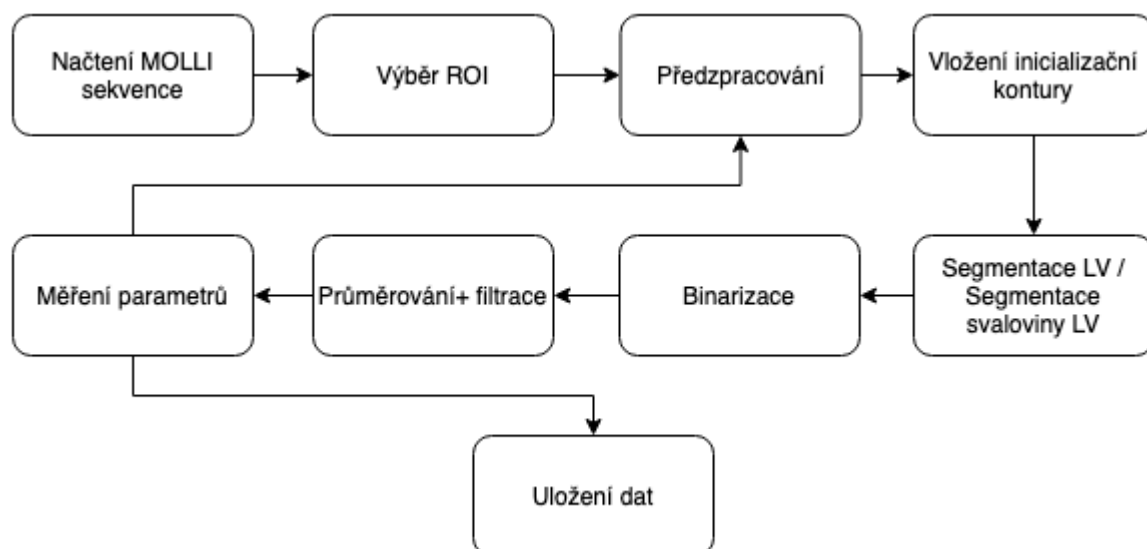 Načtení MOLLI
sekvence
Výběr ROI
Předzpracování
Vložení inicializační
kontury
Segmentace LV /
Segmentace
svaloviny LV
Binarizace
Průměrování+ filtrace
Měření parametrů
Uložení dat